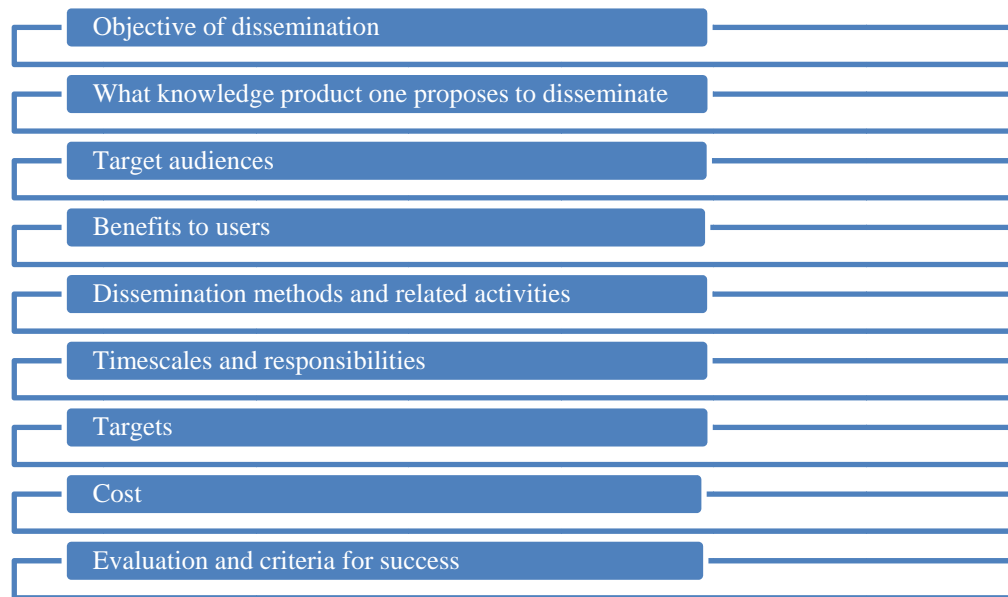 Objective of dissemination
What knowledge product one proposes to disseminate
Target audiences
Benefits to users
Dissemination methods and related activities
Timescales and responsibilities
Targets
Cost
Evaluation and criteria for success